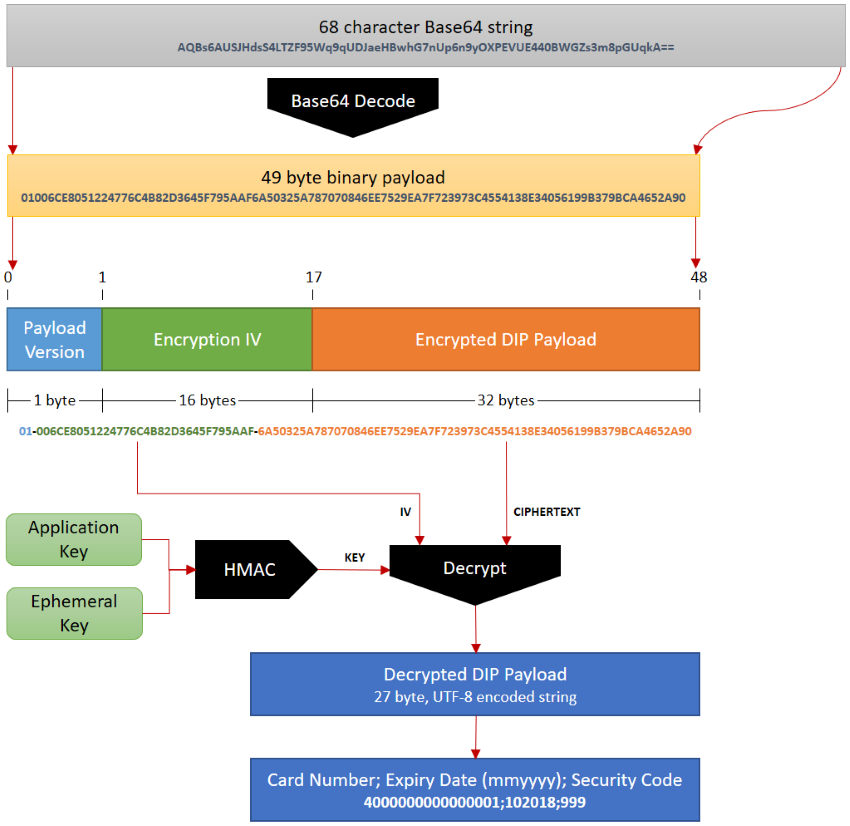 68 character Base64 string
AQBs6AUSJHdsS4LTZF95Wq9qUDJaeHBwhG7nUp6n9yOXPEVUE440BWGZs3m8pGUqkA==
Base64 Decode
49 byte binary payload
01006CE8051224776C4B82D3645F795AAF6A50325A787070846EE7529EA7F723973C4554138E34056199B379BCA4652A90
0 1 17 48
Payload
Version
Encryption IV
Encrypted DIP Payload
1 byte 16 bytes 32 bytes
01-006CE8051224776C4B82D3645F795AAF-6A50325A787070846EE7529EA7F723973C4554138E34056199B379BCA4652A90
IV
CIPHERTEXT
Application
Key
Ephemeral
Key
HMAC
KEY
Decrypt
Decrypted DIP Payload
27 byte, UTF-8 encoded string
Card Number; Expiry Date (mmyyyy); Security Code
4000000000000001;102018;999